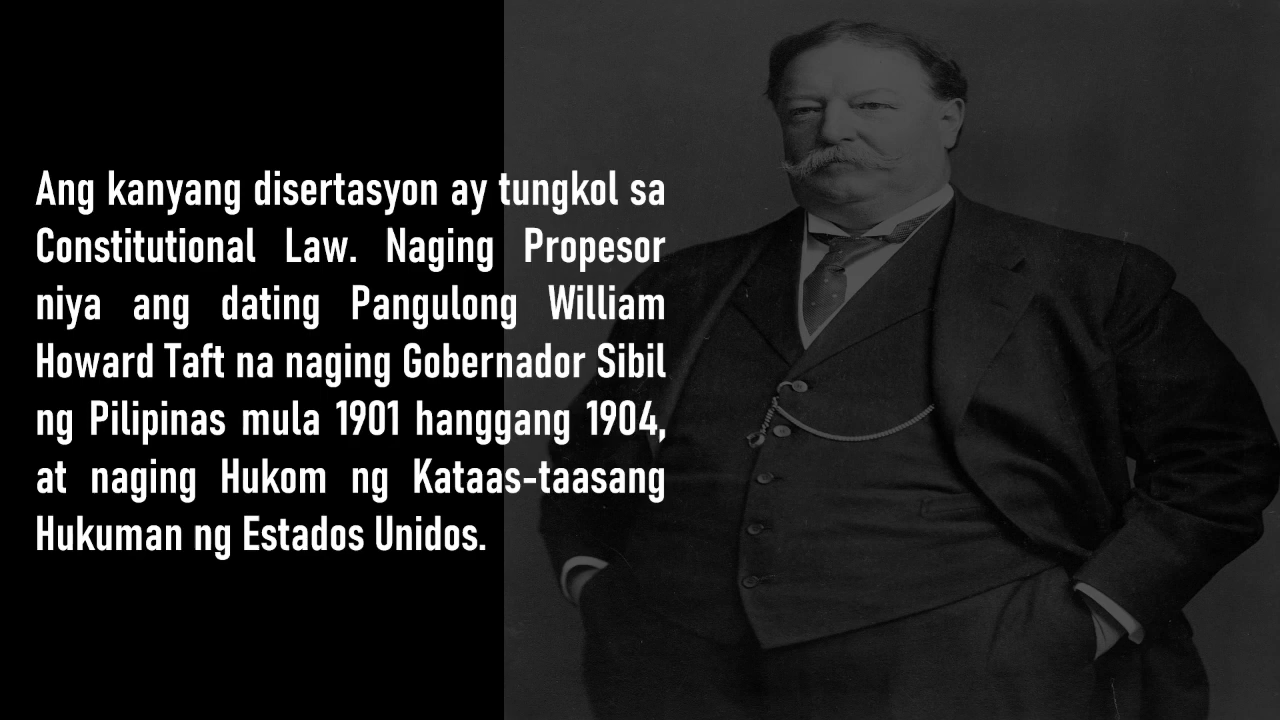 Ang kanyang disertasyon ay tungkol sa
Constitutional Law. Naging Propesor
niya ang dating Pangulong William
Howard Taft na naging Gobernador Sibil
ng Pilipinas mula 1901 hanggang 1904,
at naging Hukom ng Kataas-taasang
Hukuman ng Estados Unidos.